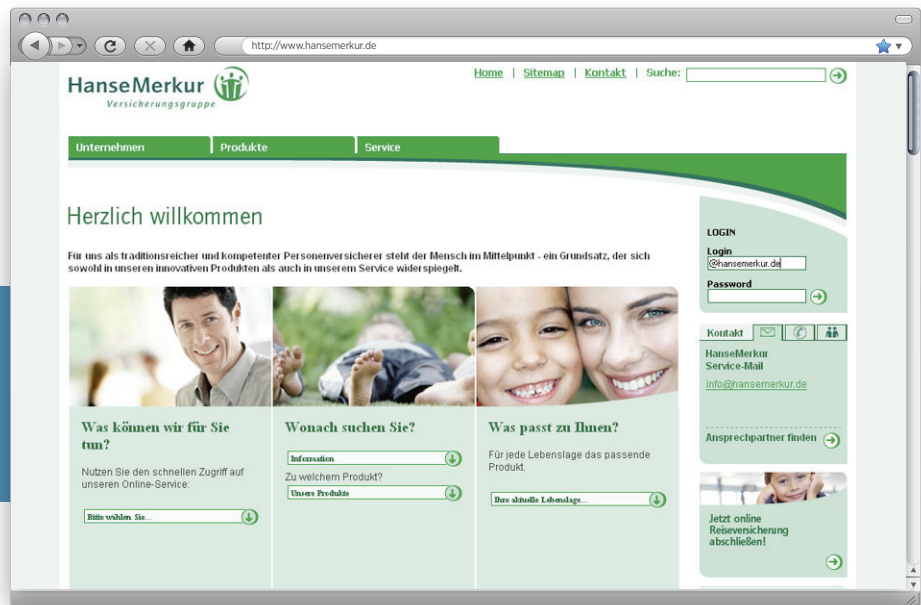 http://www.hansemerkur.de
HanseMerkur
Versicherungsgruppe
Home | Sitemap | Kontakt | Suche:
Unternehmen
Produkte
Service
Herzlich willkommen
Für uns als traditionsreicher und kompetenter Personenversicherer steht der Mensch im Mittelpunkt - ein Grundsatz, der sich
sowohl in unseren innovativen Produkten als auch in unserem Service widerspiegelt.
Was können wir für Sie
tun?
Nutzen Sie den schnellen Zugriff auf
unseren Online-Service:
Bitte wählen Sie...
Wonach suchen Sie?
Information
Zu welchem Produkt?
Unsere Produkte
Was passt zu Ihnen?
Für jede Lebenslage das passende
Produkt.
Ihre aktuelle Lebenslage...
LOGIN
Login
@hansemerkur.de
Password
Kontakt
HanseMerkur
Service-Mail
info@hansemerkur.de
Ansprechpartner finden
Jetzt online
Reiseversicherung
abschließen!